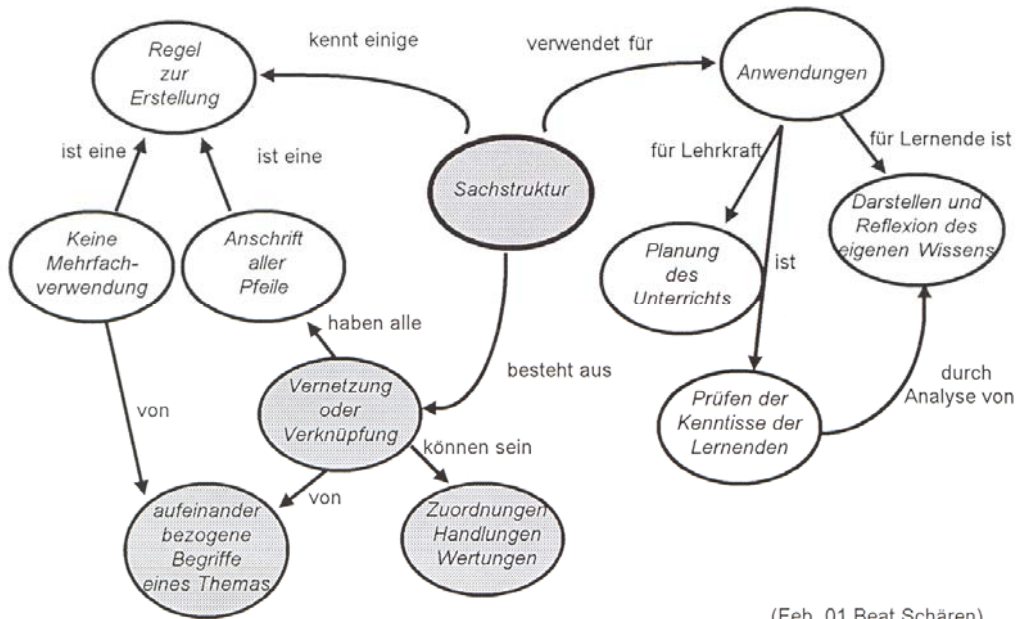 kennt einige
verwendet für
Regel
zur
Erstellung
Anwendungen
ist eine
ist eine
für Lehrkraft
für Lernende ist
Sachstruktur
Keine
Mehrfach-
verwendung
Anschrift
aller
Pfeile
Darstellen und
Reflexion des
eigenen Wissens
Planung
des
Unterrichts
ist
haben alle
besteht aus
Vernetzung
oder
Verknüpfung
durch
Analyse von
Prüfen der
Kenntisse der
Lernenden
von
können sein
von
aufeinander
bezogene
Begriffe
eines Themas
Zuordnungen
Handlungen
Wertungen
(Feb. 01 Beat Schären)